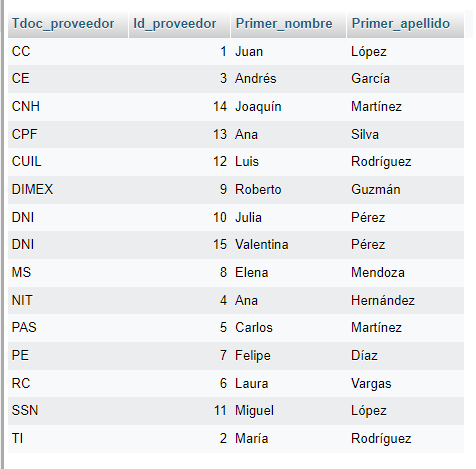 Tdoc_proveedor Id_proveedor Primer_nombre Primer_apellido
CC 1 Juan López
CE 3 Andrés García
CNH 14 Joaquín Martínez
CPF 13 Ana Silva
CUIL 12 Luis Rodríguez
DIMEX 9 Roberto Guzmán
DNI 10 Julia Pérez
DNI 15 Valentina Pérez
MS 8 Elena Mendoza
NIT 4 Ana Hernández
PAS 5 Carlos Martínez
PE 7 Felipe Díaz
RC 6 Laura Vargas
SSN 11 Miguel López
TI 2 María Rodríguez